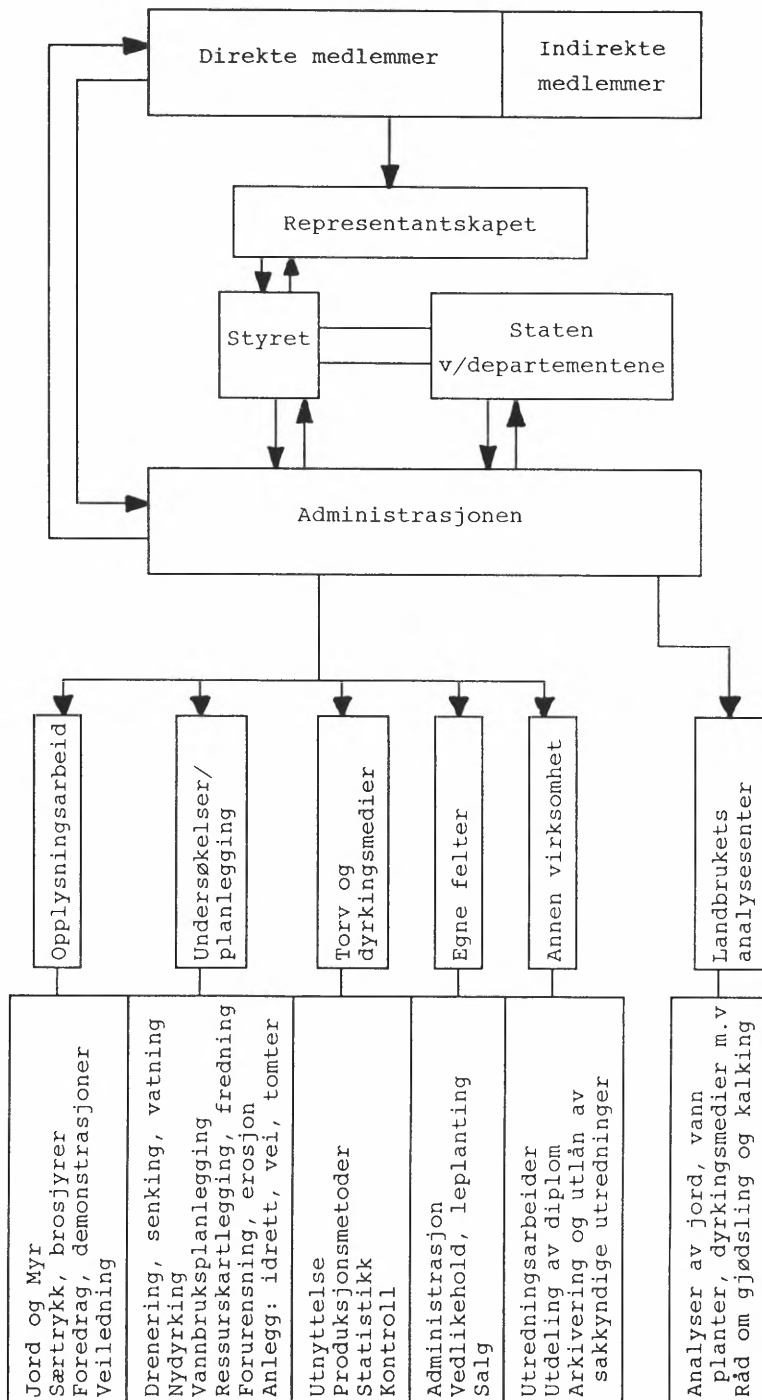 Direkte medlemmer
Indirekte
medlemmer
Representantskapet
Styret
Staten
v/departementene
Administrasjonen
Opplysningsarbeid
Undersøkelser/
planlegging
Torv og
dyrkingsmedier
Egne felter
Annen virksomhet
Landbrukets
analysesenter
Jord og Myr
Særtrykk, brosjyrer
Foredrag, demonstrasjoner
Veiledning
Drenering, senking, vatning
Nydyrking
Vannbruksplanlegging
Ressurskartlegging, fredning
Forurensning, erosjon
Anlegg: idrett, vei, tomter
Utnyttelse
Produksjonsmetoder
Statistikk
Kontroll
Administrasjon
Vedlikehold, leplanting
Salg
Utredningsarbeider
Utdeling av diplom
Arkivering og utlån av
sakkyndige utredninger
Analyser av jord, vann
planter, dyrkingsmedier m.v
Råd om gjødsling og kalking